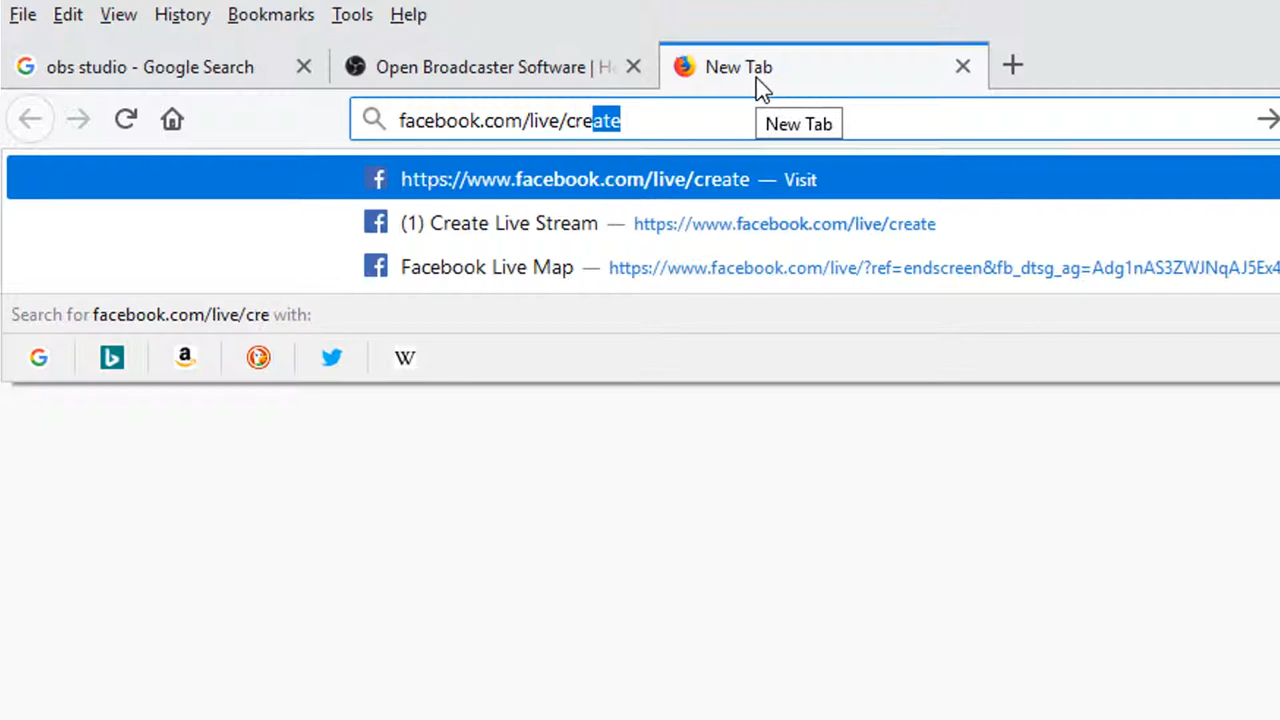 File Edit View History Bookmarks Tools Help
obs studio - Google Search Open Broadcaster Software | H New Tab
facebook.com/live/create New Tab
https://www.facebook.com/live/create — Visit
(1) Create Live Stream — https://www.facebook.com/live/create
Facebook Live Map — https://www.facebook.com/live/?ref=endscreen&fb_dtsg_ag=Adg1nAS3ZWJNqAJ5Ex4
Search for facebook.com/live/cre with: